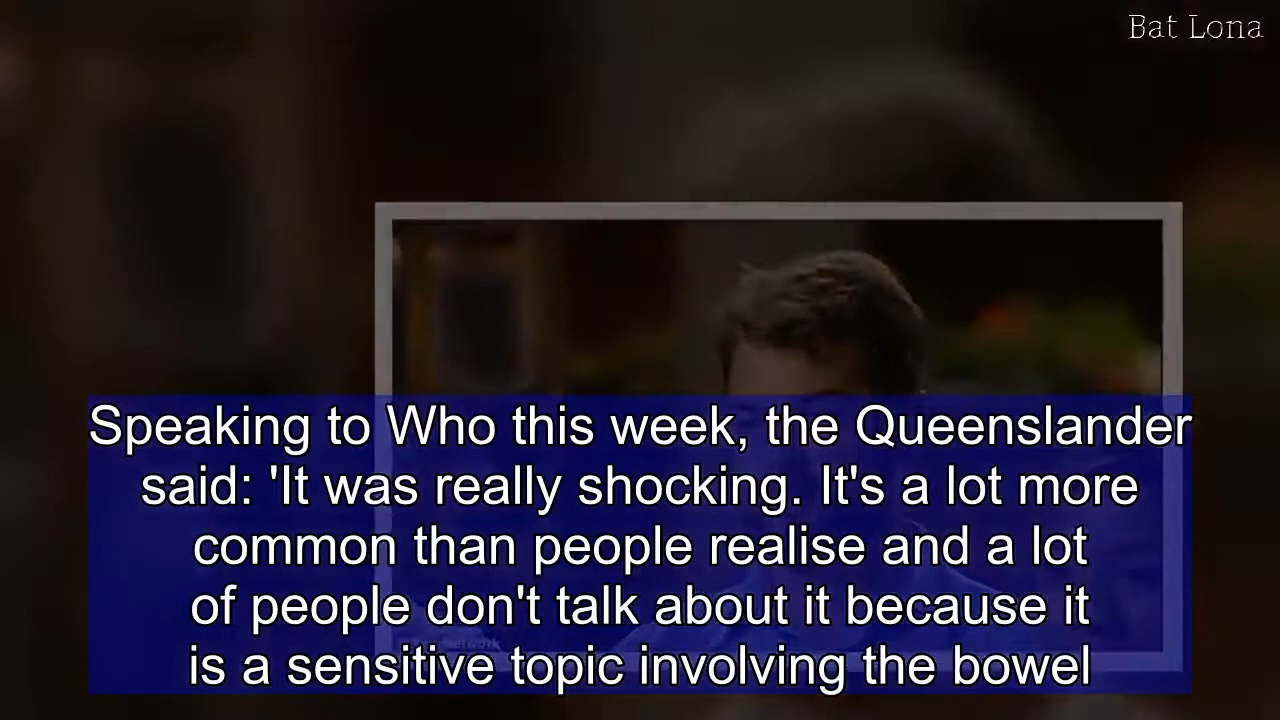 Bat Lona
Speaking to Who this week, the Queenslander
said: 'It was really shocking. It's a lot more
common than people realise and a lot
of people don't talk about it because it
is a sensitive topic involving the bowel